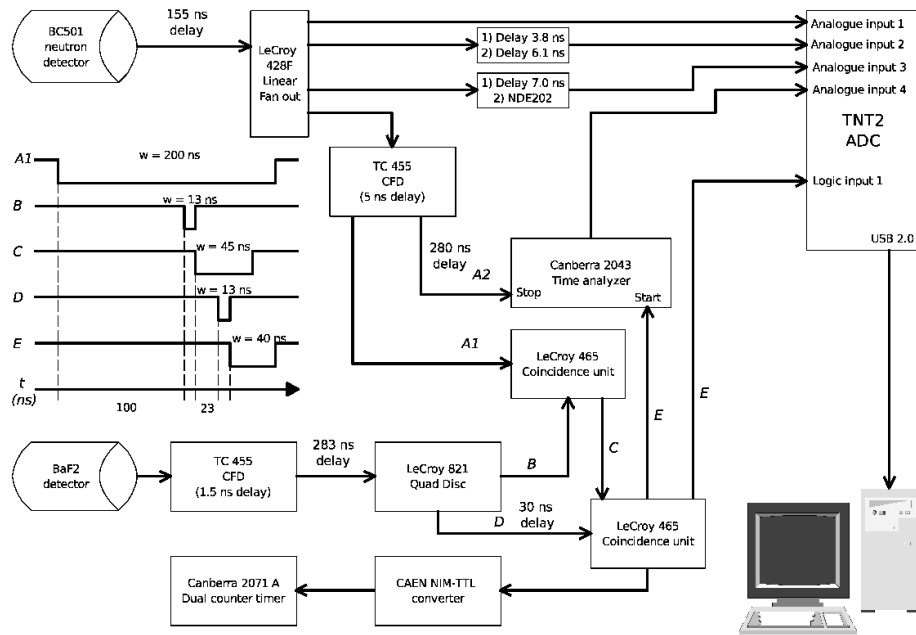 BC501
neutron
detector
155 ns
delay
LeCroy
428F
Linear
Fan out
1) Delay 3.8 ns
2) Delay 6.1 ns
1) Delay 7.0 ns
2) NDE202
Analogue input 1
Analogue input 2
Analogue input 3
Analogue input 4
TNT2
ADC
Logic input 1
USB 2.0
TC 455
CFD
(5 ns delay)
A1
w = 200 ns
B
w = 13 ns
C
w = 45 ns
D
w = 13 ns
E
w = 40 ns
t
(ns)
100
23
280 ns
delay
A2
Canberra 2043
Time analyzer
Stop
Start
A1
LeCroy 465
Coincidence unit
E
E
C
B
BaF2
detector
TC 455
CFD
(1.5 ns delay)
283 ns
delay
LeCroy 821
Quad Disc
D
30 ns
delay
LeCroy 465
Coincidence unit
Canberra 2071 A
Dual counter timer
CAEN NIM-TTL
converter